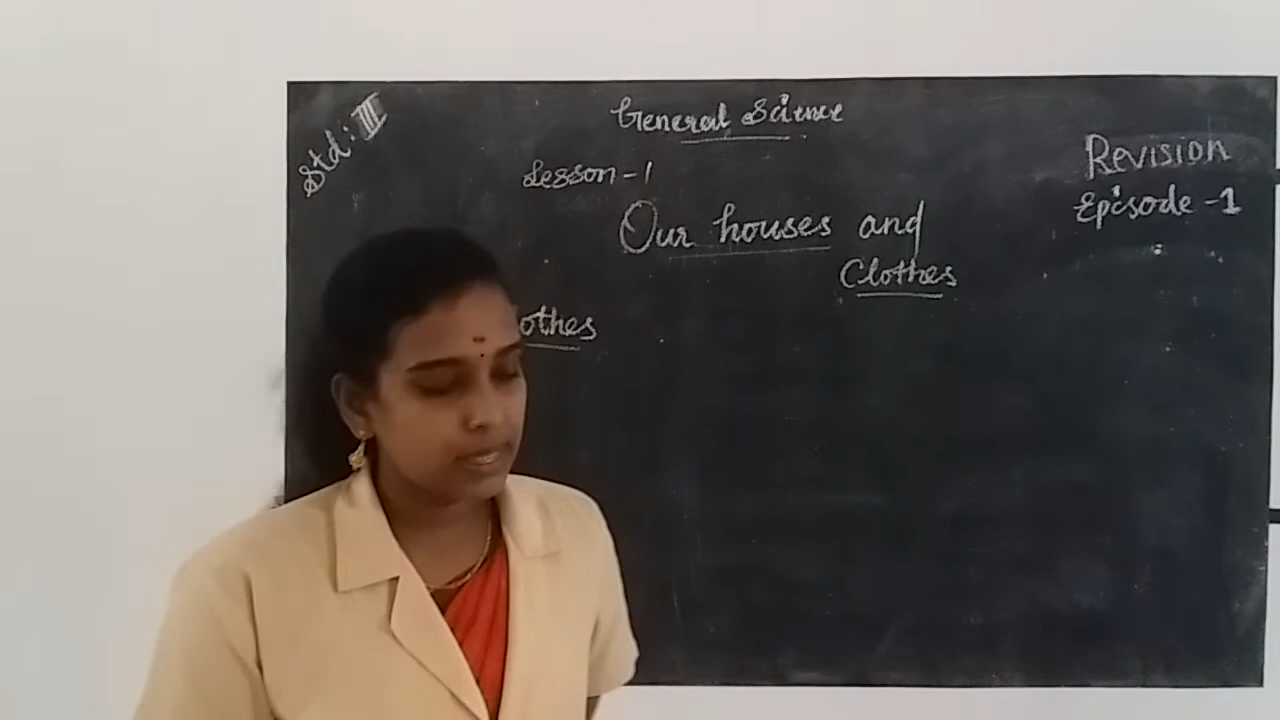 Std: III
General Science
Lesson - 1
Revision
Episode - 1
Our houses and
Clothes
othes